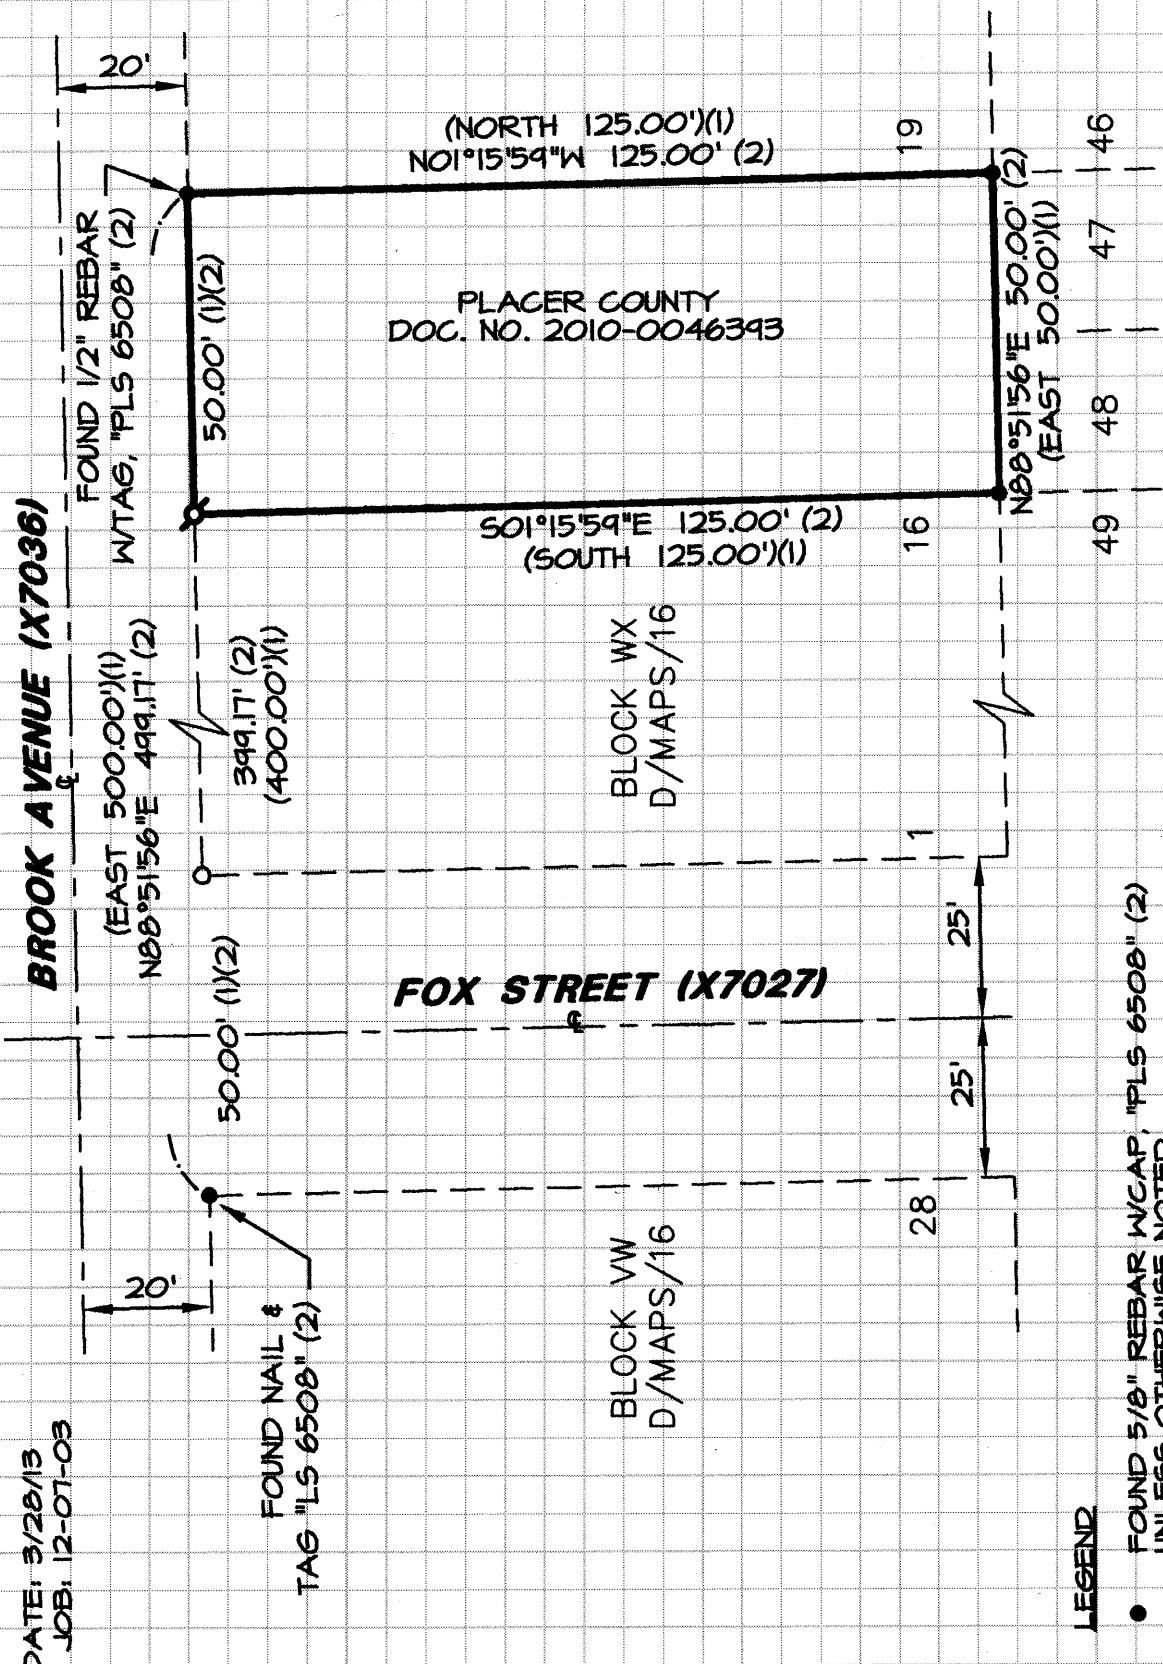 20'
(NORTH 125.00')(1)
N01°15'59"W 125.00' (2)
19
46
FOUND 1/2" REBAR
W/TAG, "PLS 6508" (2)
50.00' (1)(2)
PLACER COUNTY
DOC. NO. 2010-0046393
N88°51'56"E 50.00' (2)
(EAST 50.00')(1)
47
48
BROOK AVENUE (X7036)
℄
S01°15'59"E 125.00' (2)
(SOUTH 125.00')(1)
16
49
(EAST 500.00')(1)
N88°51'56"E 499.17' (2)
399.17' (2)
(400.00')(1)
BLOCK WX
D/MAPS/16
1
50.00' (1)(2)
FOX STREET (X7027)
℄
25'
25'
20'
28
BLOCK VW
D/MAPS/16
FOUND NAIL &
TAG "LS 6508" (2)
DATE: 3/28/13
JOB: 12-07-03
LEGEND
● FOUND 5/8" REBAR W/CAP, "PLS 6508" (2)
UNLESS OTHERWISE NOTED